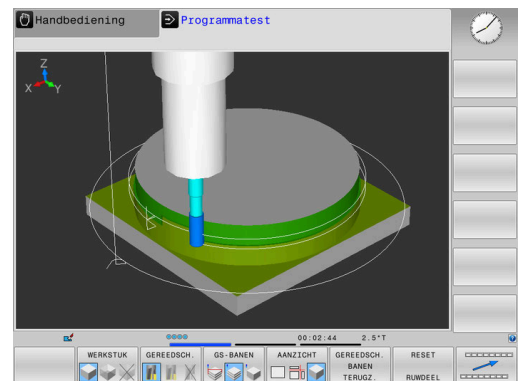 Handbediening
Programmatest
Z
X
Y
00:02:44
2.5*T
WERKSTUK
GEREEDSCH.
GS-BANEN
AANZICHT
GEREEDSCH.
BANEN
TERUGZ.
RESET
RUWDEEL